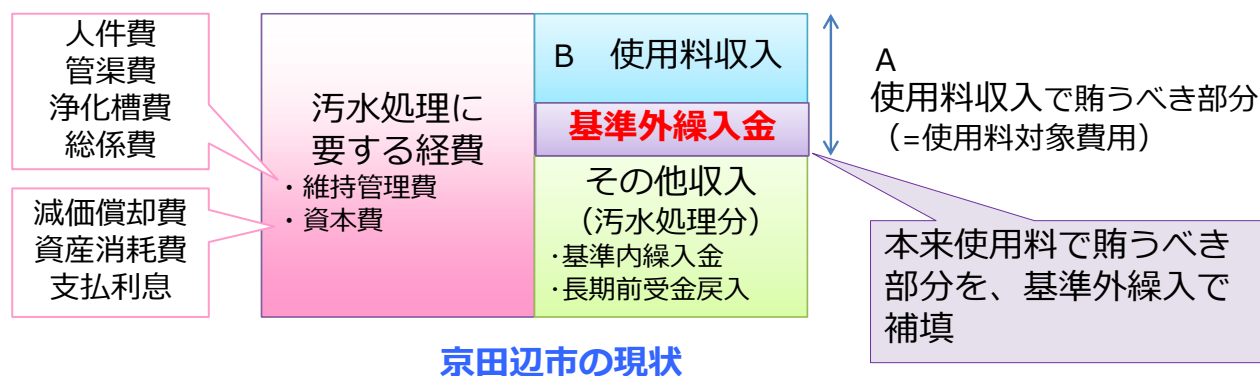 人件費
管渠費
浄化槽費
総係費
減価償却費
資産消耗費
支払利息
汚水処理に
要する経費
・維持管理費
・資本費
B　使用料収入
基準外繰入金
その他収入
（汚水処理分）
・基準内繰入金
・長期前受金戻入
A
使用料収入で賄うべき部分
（=使用料対象費用）
本来使用料で賄うべき
部分を、基準外繰入で
補填
京田辺市の現状